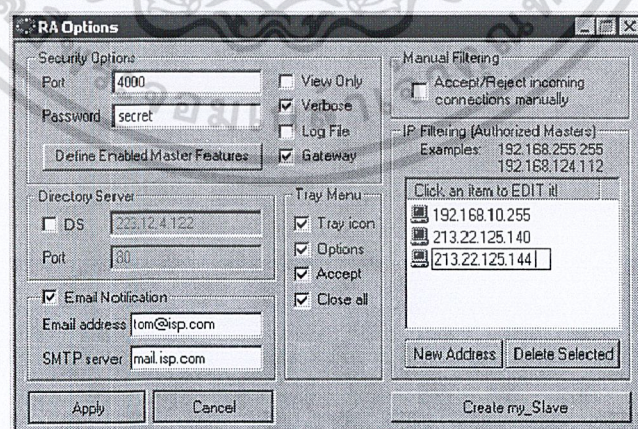 RA Options
Security Options
Port 4000
Password secret
Define Enabled Master Features
View Only
Verbose
Log File
Gateway
Manual Filtering
Accept/Reject incoming
connections manually
IP Filtering (Authorized Masters)
Examples: 192.168.255.255
192.168.124.112
Click an item to EDIT it!
192.168.10.255
213.22.125.140
213.22.125.144
New Address
Delete Selected
Directory Server
DS 223.12.4.122
Port 80
Tray Menu
Tray icon
Options
Accept
Close all
Email Notification
Email address tom@isp.com
SMTP server mail.isp.com
Apply
Cancel
Create my_Slave